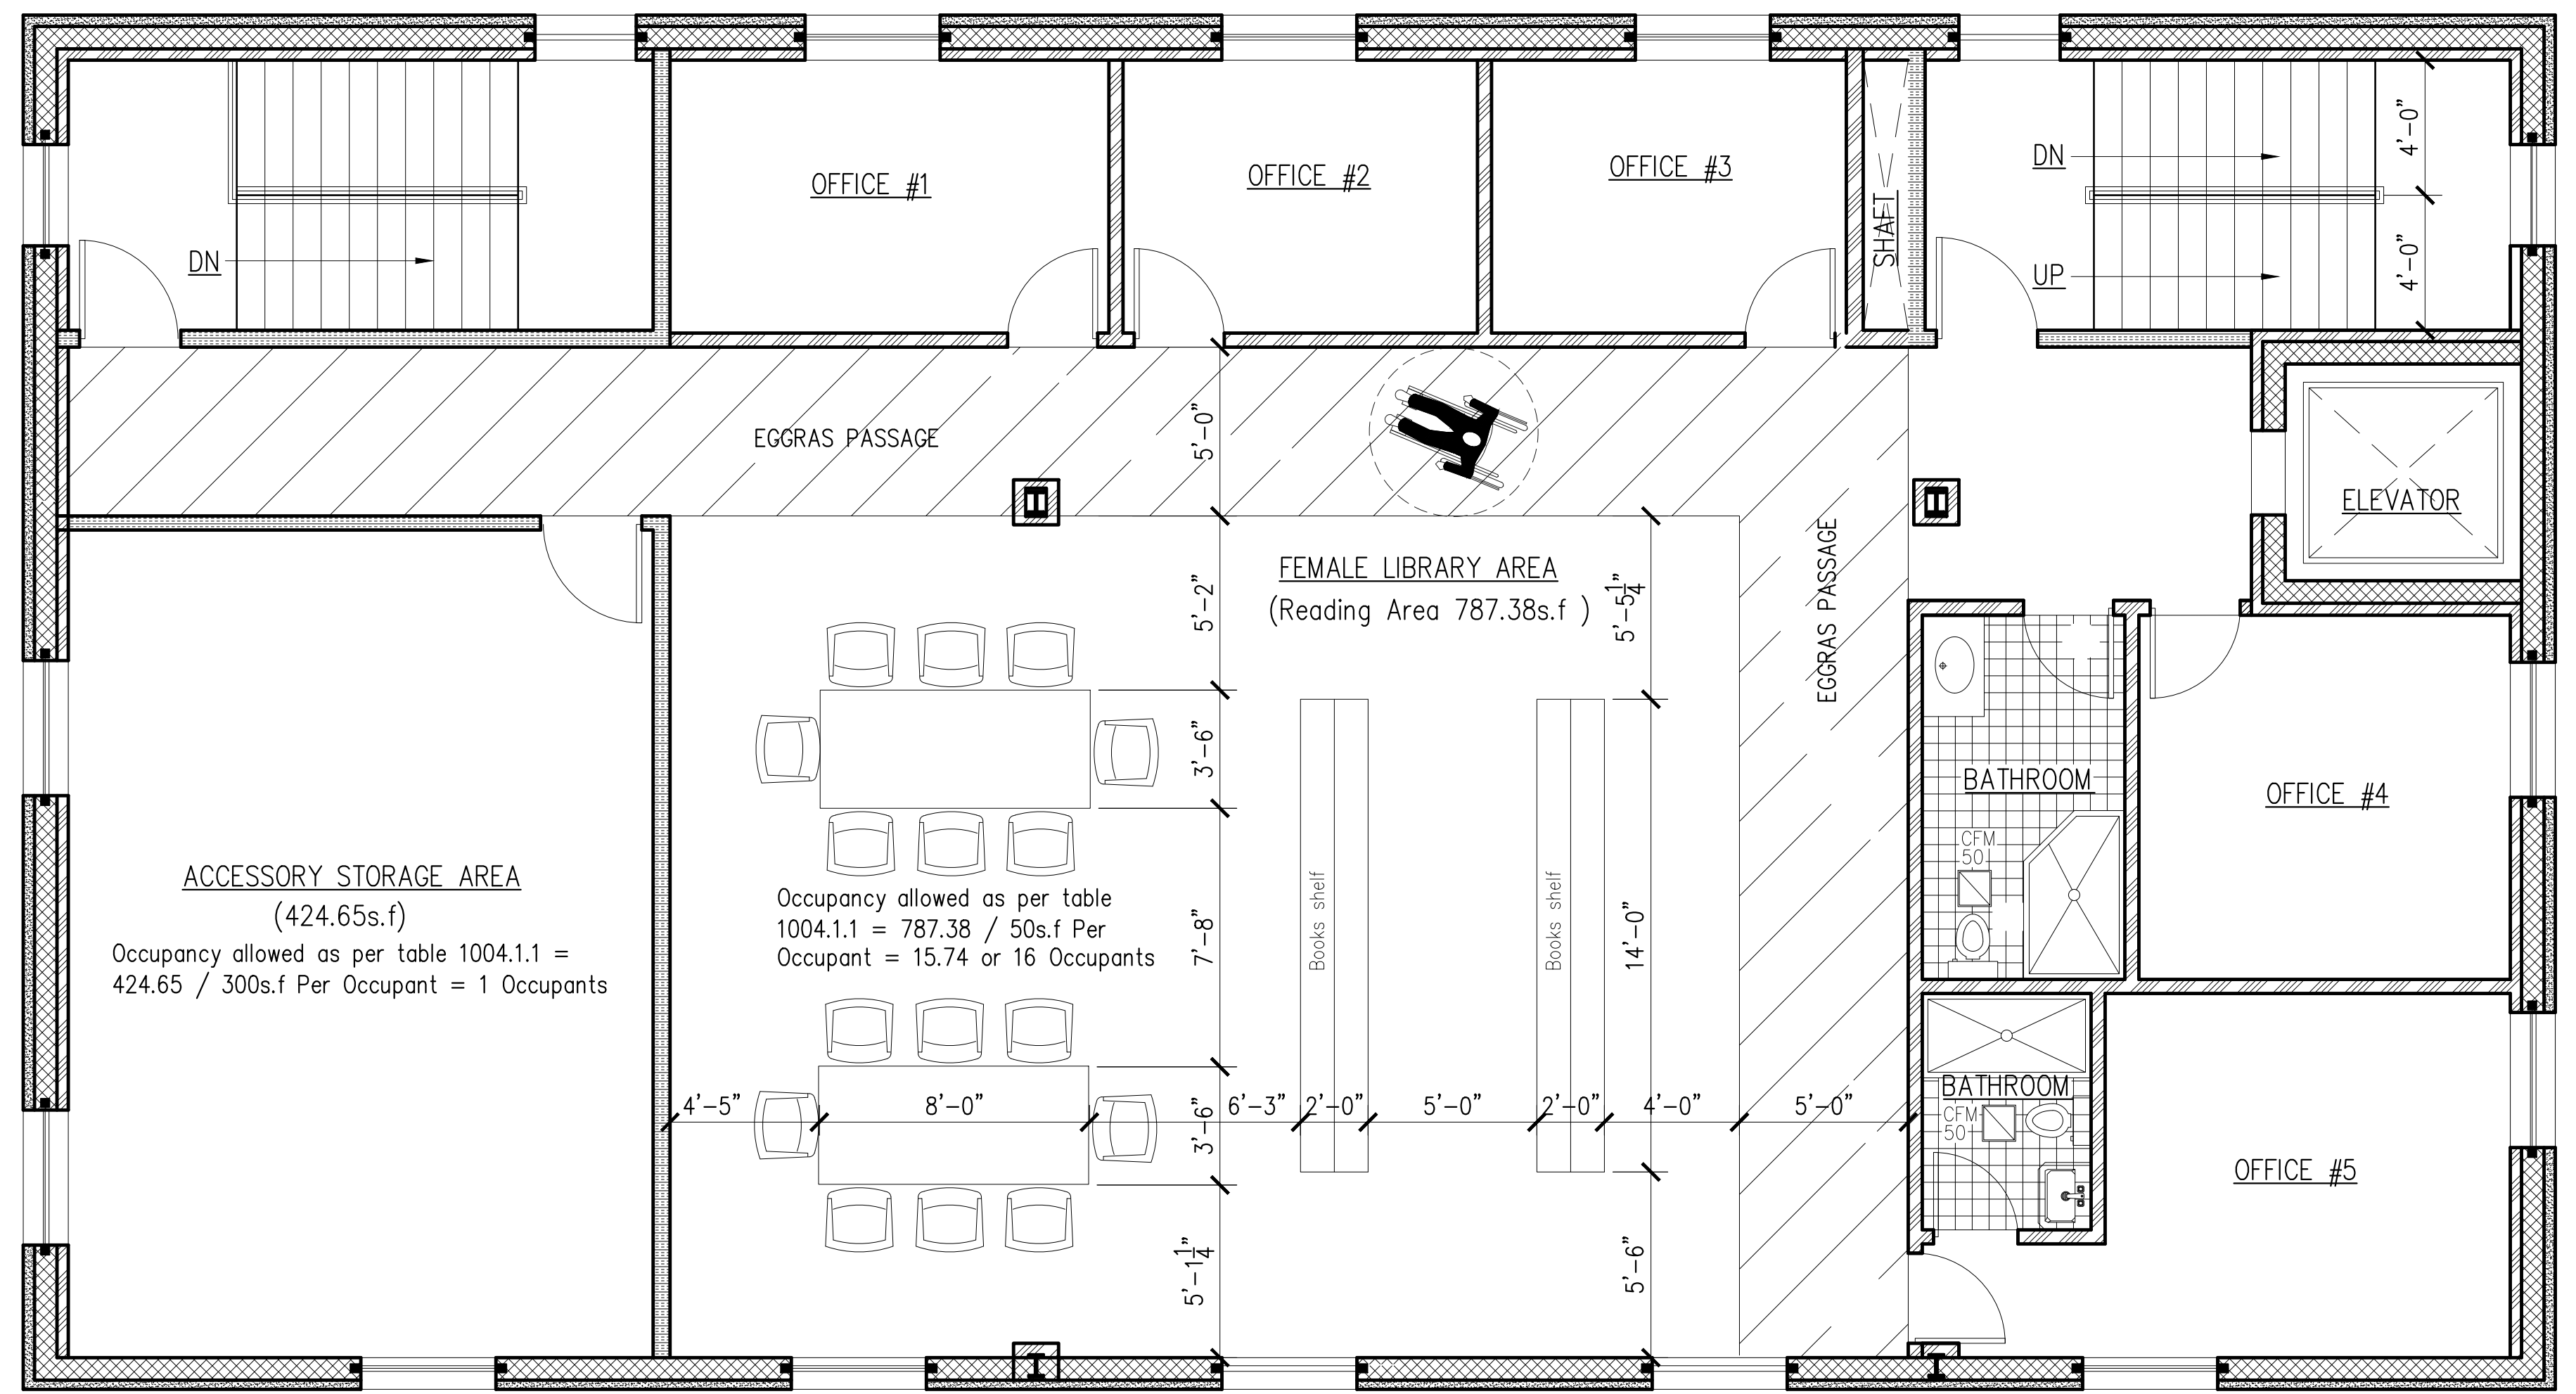 OFFICE #1
OFFICE #2
OFFICE #3
SHAFT
DN
DN
UP
4'-0"
4'-0"
EGGRAS PASSAGE
5'-0"
ELEVATOR
EGGRAS PASSAGE
FEMALE LIBRARY AREA
(Reading Area 787.38s.f )
5'-2"
5'-5 1/4"
3'-6"
BATHROOM
OFFICE #4
CFM
50
ACCESSORY STORAGE AREA
(424.65s.f)
Occupancy allowed as per table 1004.1.1 =
424.65 / 300s.f Per Occupant = 1 Occupants
Occupancy allowed as per table
1004.1.1 = 787.38 / 50s.f Per
Occupant = 15.74 or 16 Occupants
7'-8"
Books shelf
Books shelf
14'-0"
4'-5"
8'-0"
6'-3"
2'-0"
5'-0"
2'-0"
4'-0"
5'-0"
3'-6"
BATHROOM
CFM
50
OFFICE #5
5'-1 1/4"
5'-6"